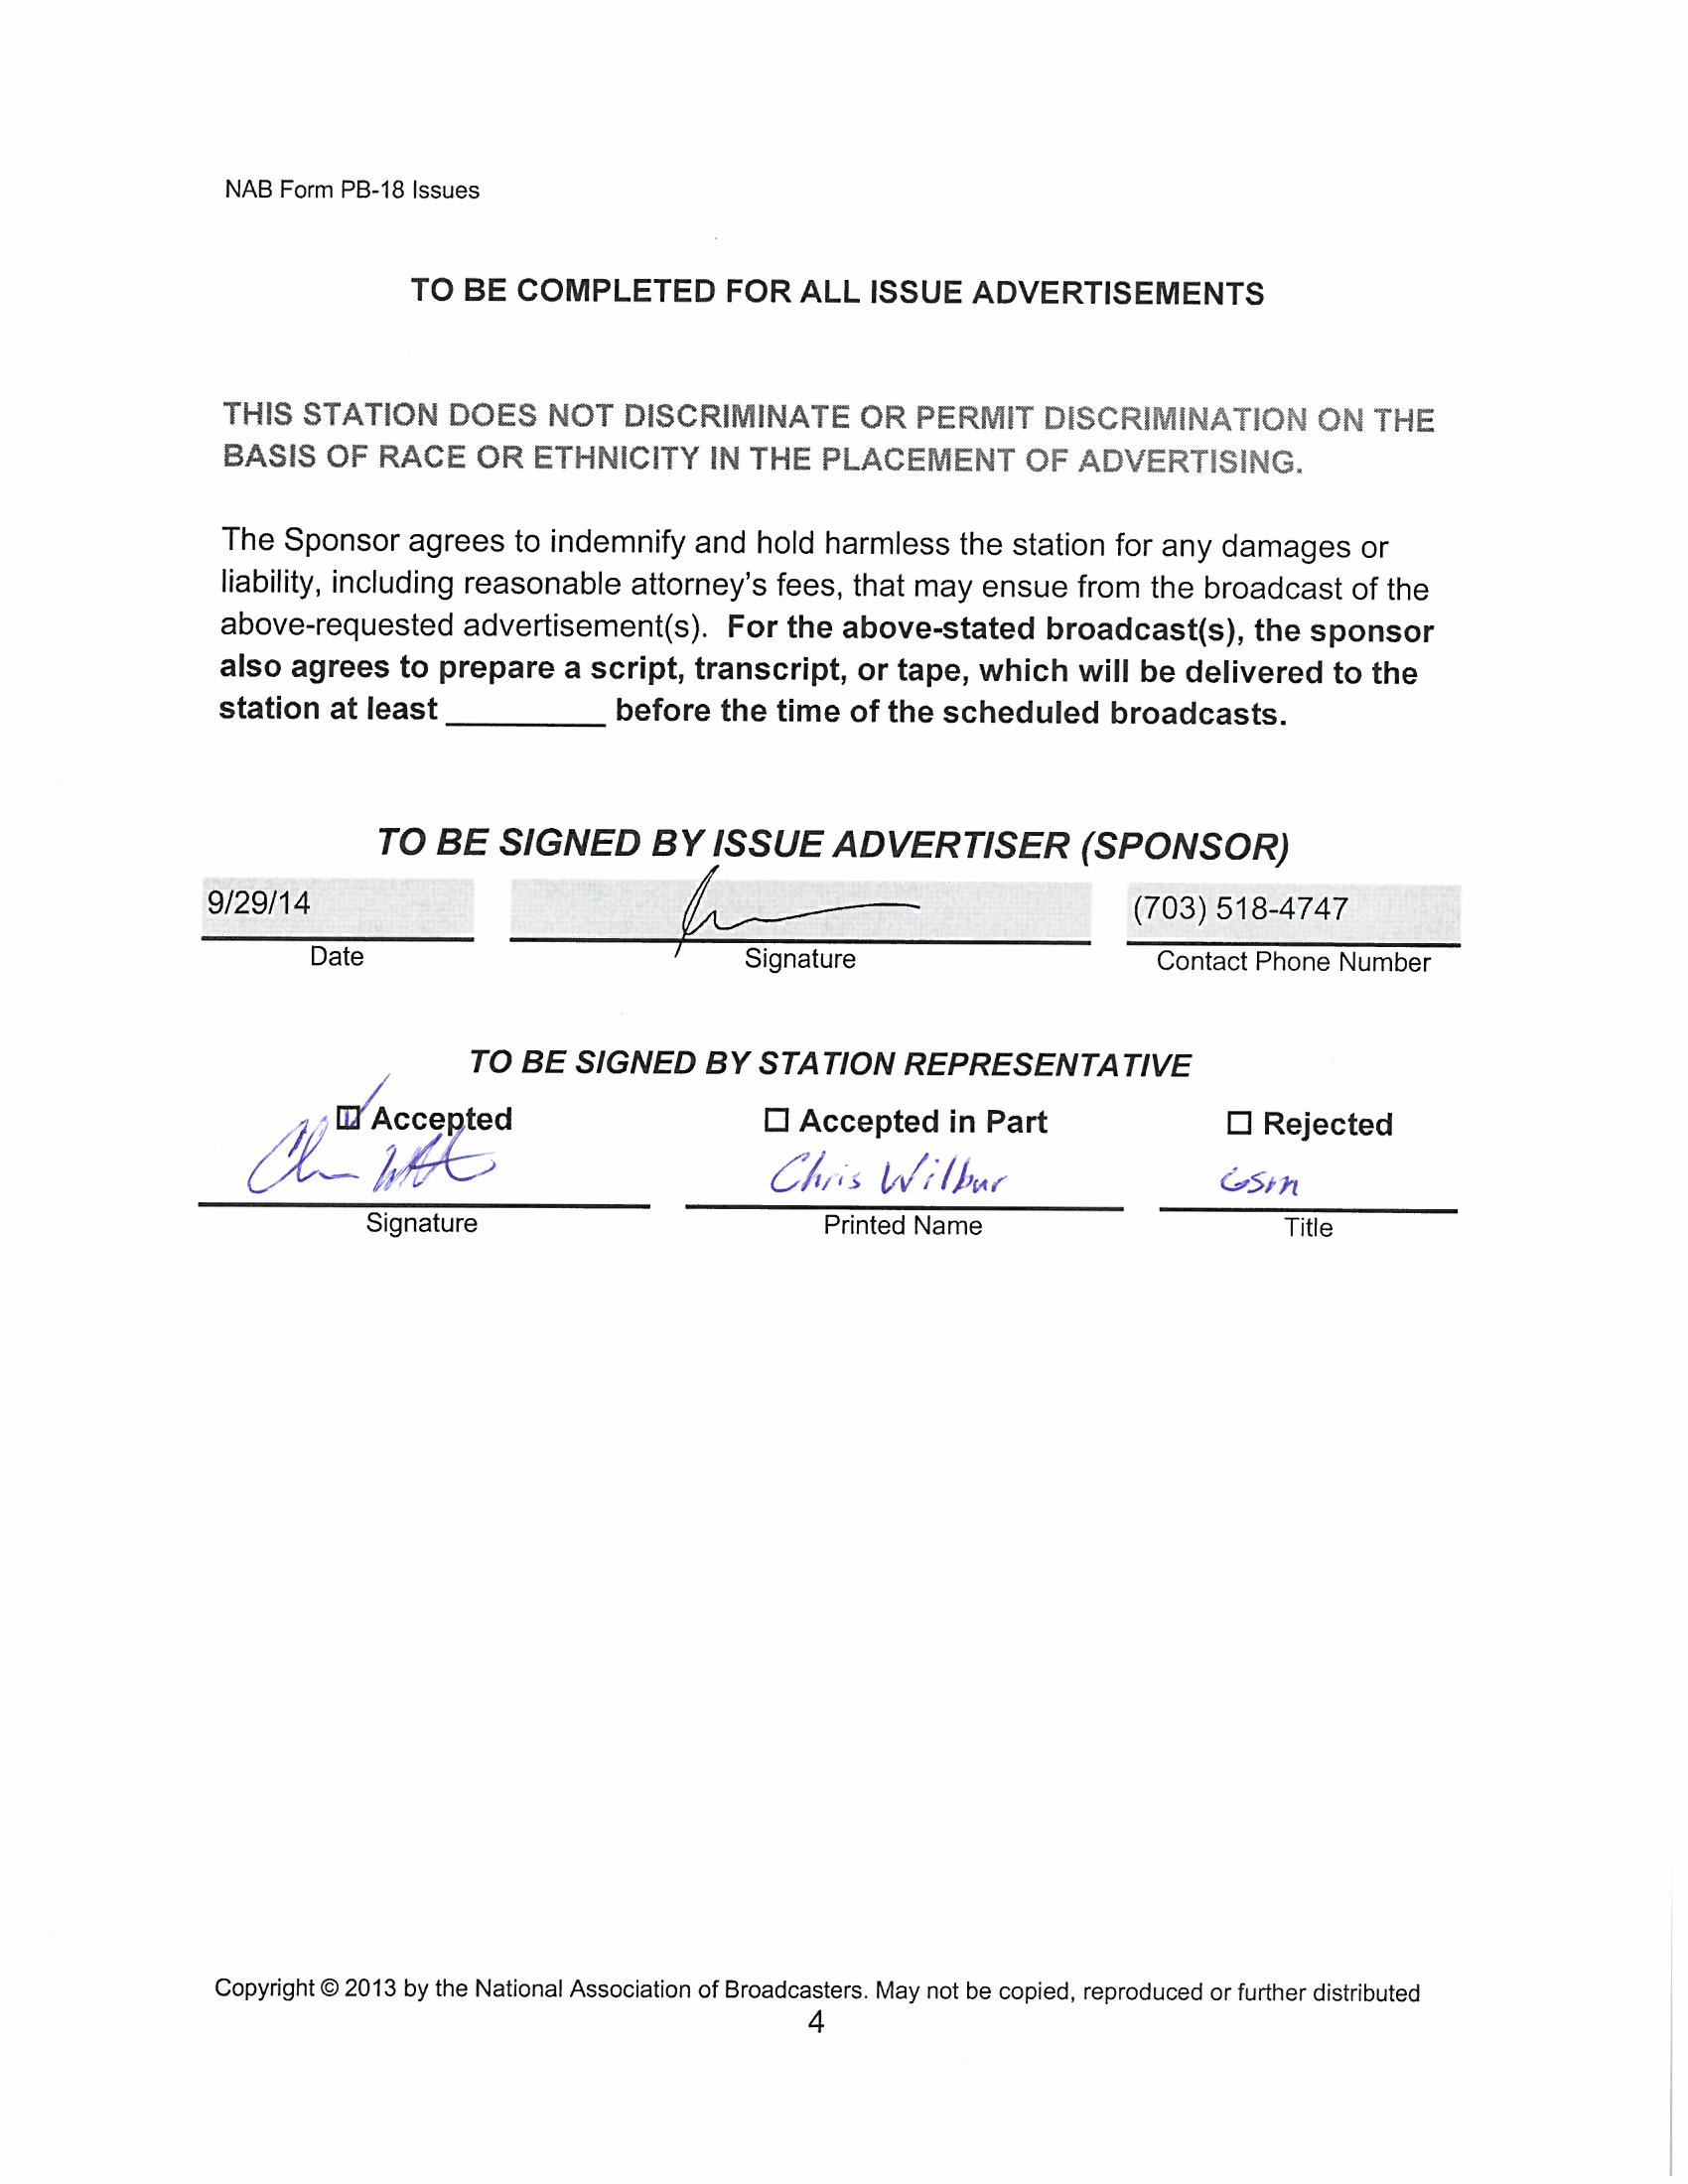 NAB Form PB-18 Issues
TO BE COMPLETED FOR ALL ISSUE ADVERTISEMENTS
THIS STATION DOES NOT DISCRIMINATE OR PERMIT DISCRIMINATION ON THE
BASIS OF RACE OR ETHNICITY IN THE PLACEMENT OF ADVERTISING.
The Sponsor agrees to indemnify and hold harmless the station for any damages or
liability, including reasonable attorney's fees, that may ensue from the broadcast of the
above-requested advertisement(s). For the above-stated broadcast(s), the sponsor
also agrees to prepare a script, transcript, or tape, which will be delivered to the
station at least __________ before the time of the scheduled broadcasts.
TO BE SIGNED BY ISSUE ADVERTISER (SPONSOR)
9/29/14 (703) 518-4747
Date Signature Contact Phone Number
TO BE SIGNED BY STATION REPRESENTATIVE
☑ Accepted ☐ Accepted in Part ☐ Rejected
Chris Wilbur GSM
Signature Printed Name Title
Copyright © 2013 by the National Association of Broadcasters. May not be copied, reproduced or further distributed
4